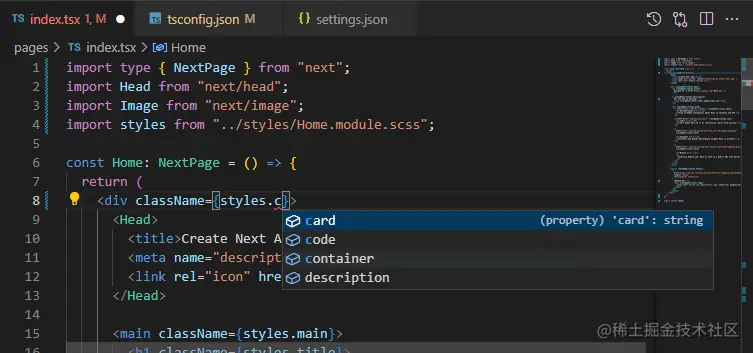 TS index.tsx 1, M TS tsconfig.json M {} settings.json
pages > TS index.tsx > Home
1 import type { NextPage } from "next";
2 import Head from "next/head";
3 import Image from "next/image";
4 import styles from "../styles/Home.module.scss";
5
6 const Home: NextPage = () => {
7 return (
8 <div className={styles.c}>
card (property) 'card': string
9 <Head>
code
10 <title>Create Next A
container
11 <meta name="descript
description
12 <link rel="icon" hre
13 </Head>
14
15 <main className={styles.main}>
16 <h1 className={styles.title}>
@稀土掘金技术社区